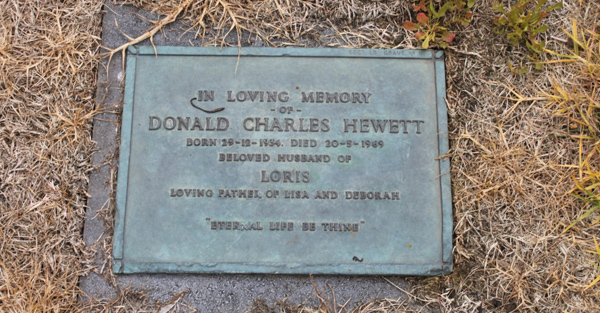 IN LOVING MEMORY
- OF -
DONALD CHARLES HEWETT
BORN 29-12-1934. DIED 20-5-1969
BELOVED HUSBAND OF
LORIS
LOVING FATHER OF LISA AND DEBORAH
"ETERNAL LIFE BE THINE"